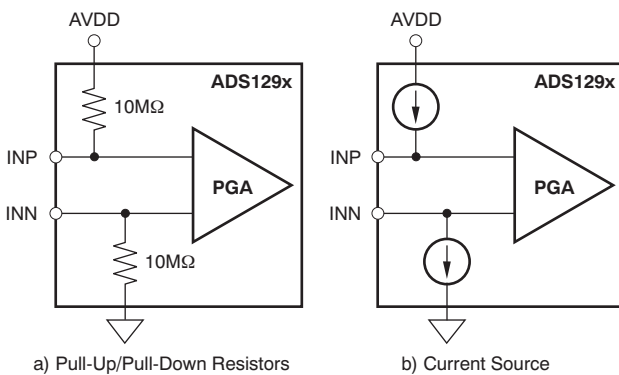 AVDD
ADS129x
10MΩ
INP
INN
PGA
10MΩ
a) Pull-Up/Pull-Down Resistors
AVDD
ADS129x
INP
INN
PGA
b) Current Source